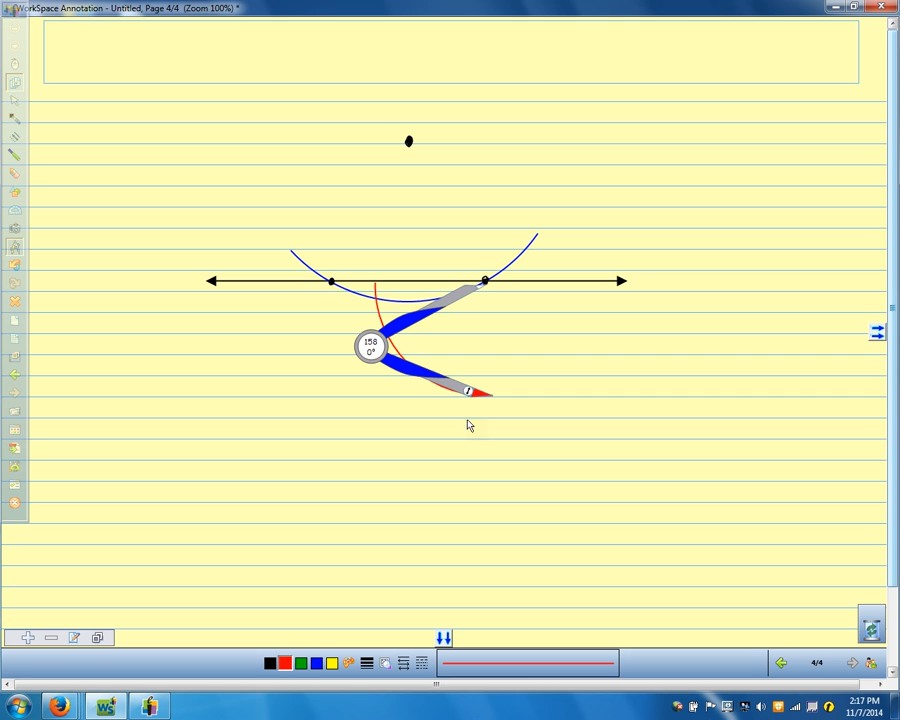 WorkSpace Annotation - Untitled, Page 4/4 (Zoom 100%) *
158
0°
4/4
2:17 PM
11/7/2014